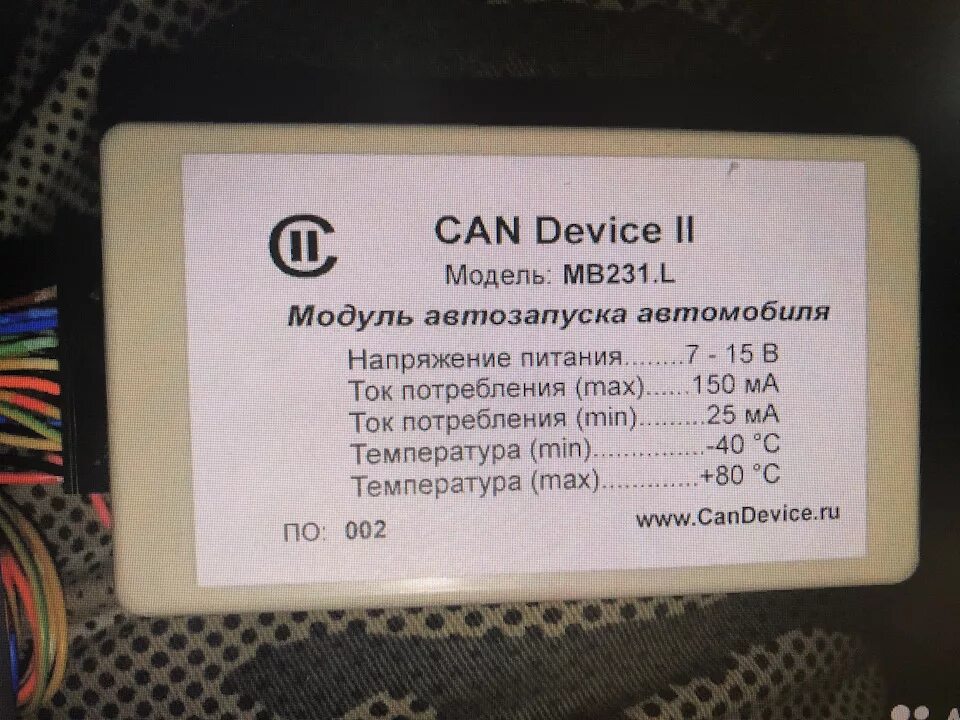 CAN Device II
Модель: MB231.L
Модуль автозапуска автомобиля
Напряжение питания........7 - 15 В
Ток потребления (max)......150 мА
Ток потребления (min).........25 мА
Температура (min)..............-40 °C
Температура (max).............+80 °C
www.CanDevice.ru
ПО: 002